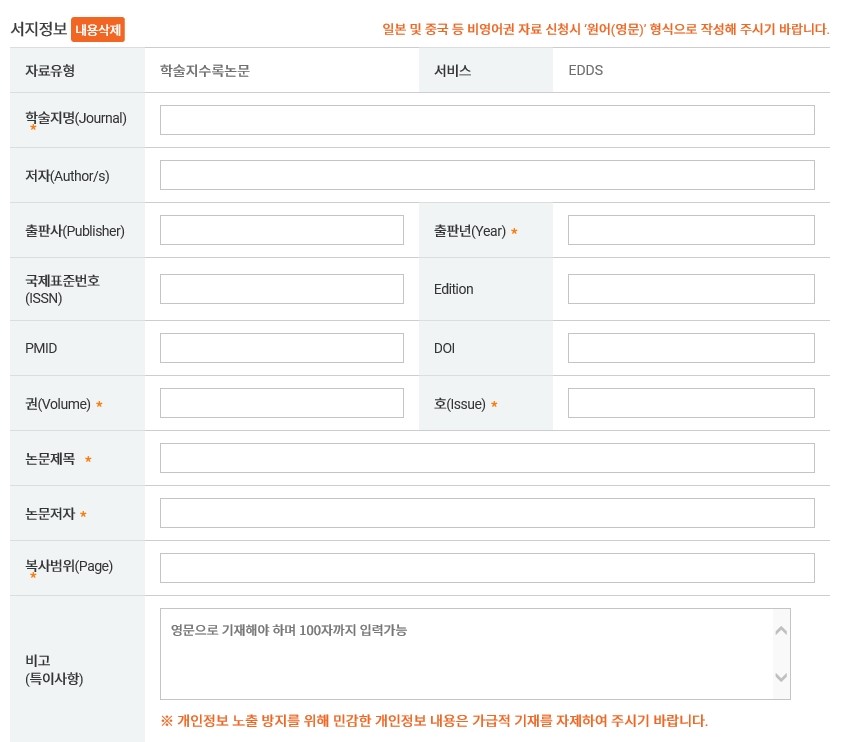 서지정보 내용삭제 일본 및 중국 등 비영어권 자료 신청시 '원어(영문)' 형식으로 작성해 주시기 바랍니다.
자료유형 학술지수록논문 서비스 EDDS
학술지명(Journal)
*
저자(Author/s)
출판사(Publisher) 출판년(Year) *
국제표준번호
(ISSN) Edition
PMID DOI
권(Volume) * 호(Issue) *
논문제목 *
논문저자 *
복사범위(Page)
*
영문으로 기재해야 하며 100자까지 입력가능
비고
(특이사항)
※ 개인정보 노출 방지를 위해 민감한 개인정보 내용은 가급적 기재를 자제하여 주시기 바랍니다.